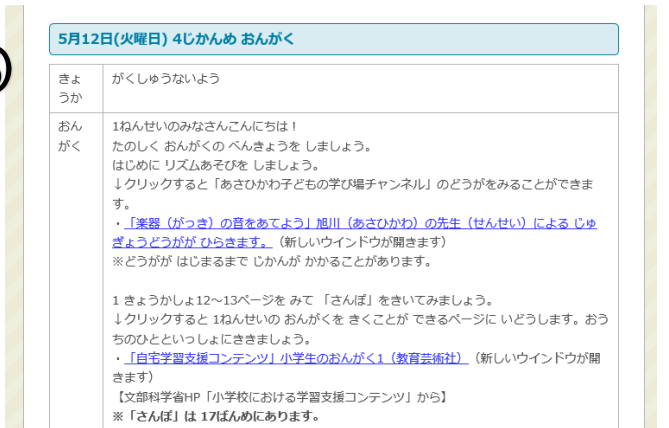 5月12日(火曜日) 4じかんめ おんがく
きょうか
がくしゅうないよう
おんがく
1ねんせいのみなさんこんにちは！
たのしく おんがくの べんきょうを しましょう。
はじめに リズムあそびを しましょう。
↓クリックすると「あさひかわ子どもの学び場チャンネル」のどうがをみることができま
す。
・「楽器（がっき）の音をあてよう」旭川（あさひかわ）の先生（せんせい）による じゅ
ぎょうどうがが ひらきます。（新しいウインドウが開きます）
※どうがが はじまるまで じかんが かかることがあります。
1 きょうかしょ12～13ページを みて 「さんぽ」をきいてみましょう。
↓クリックすると 1ねんせいの おんがくを きくことが できるページに いどうします。おう
ちのひとといっしょにききましょう。
・「自宅学習支援コンテンツ」小学生のおんがく1（教育芸術社）（新しいウインドウが開
きます）
【文部科学省HP「小学校における学習支援コンテンツ」から】
※「さんぽ」は 17ばんめにあります。